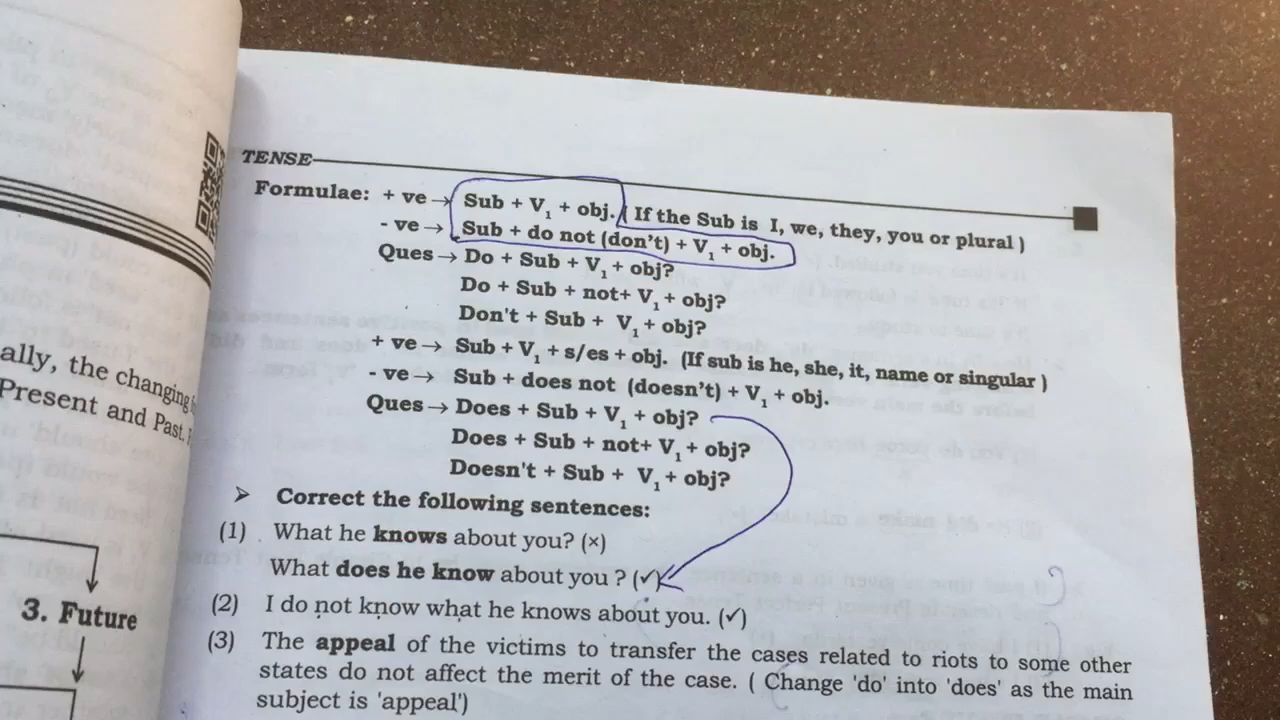 TENSE
Formulae: + ve → Sub + V₁ + obj. ( If the Sub is I, we, they, you or plural )
- ve → Sub + do not (don't) + V₁ + obj.
Ques → Do + Sub + V₁ + obj?
Do + Sub + not+ V₁ + obj?
Don't + Sub + V₁ + obj?
+ ve → Sub + V₁ + s/es + obj. (If sub is he, she, it, name or singular )
- ve → Sub + does not (doesn't) + V₁ + obj.
Ques → Does + Sub + V₁ + obj?
Does + Sub + not+ V₁ + obj?
Doesn't + Sub + V₁ + obj?
➢ Correct the following sentences:
(1) What he knows about you? (×)
What does he know about you ? (✓)
(2) I do not know what he knows about you. (✓)
(3) The appeal of the victims to transfer the cases related to riots to some other
states do not affect the merit of the case. ( Change 'do' into 'does' as the main
subject is 'appeal')
ally, the changing
Present and Past,
3. Future